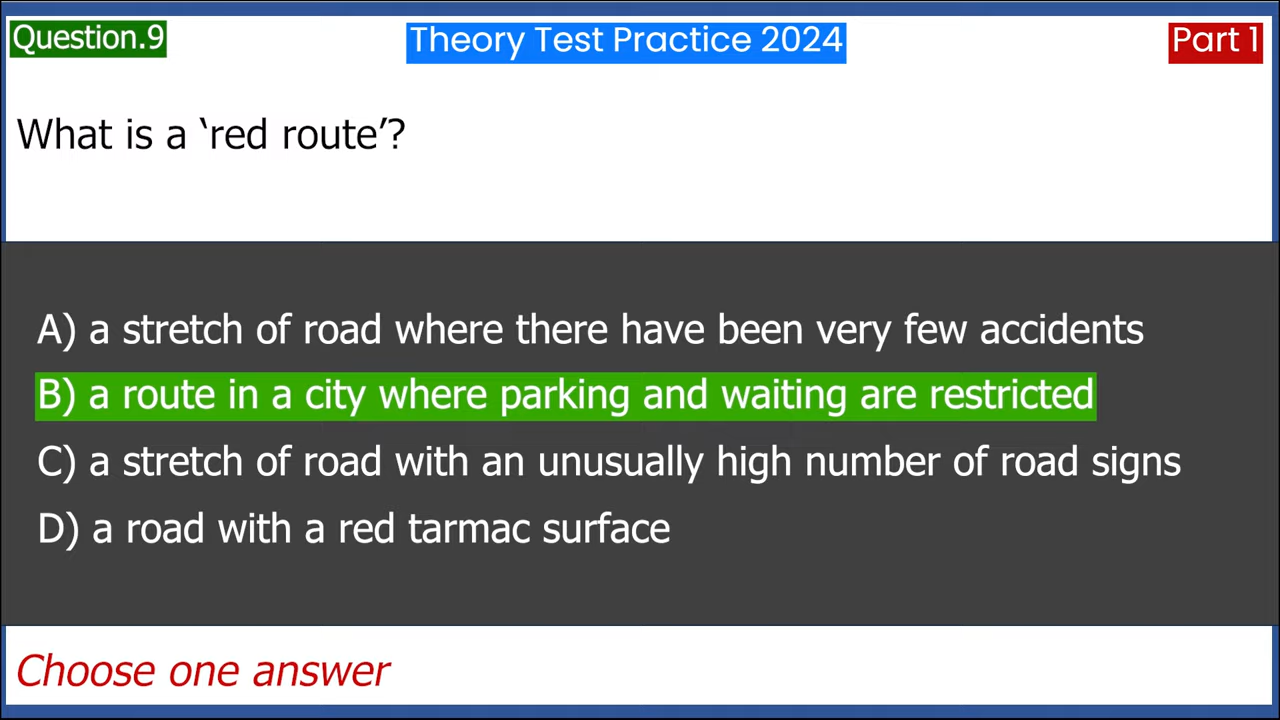 Question.9
Theory Test Practice 2024
Part 1
What is a ‘red route’?
A) a stretch of road where there have been very few accidents
B) a route in a city where parking and waiting are restricted
C) a stretch of road with an unusually high number of road signs
D) a road with a red tarmac surface
Choose one answer